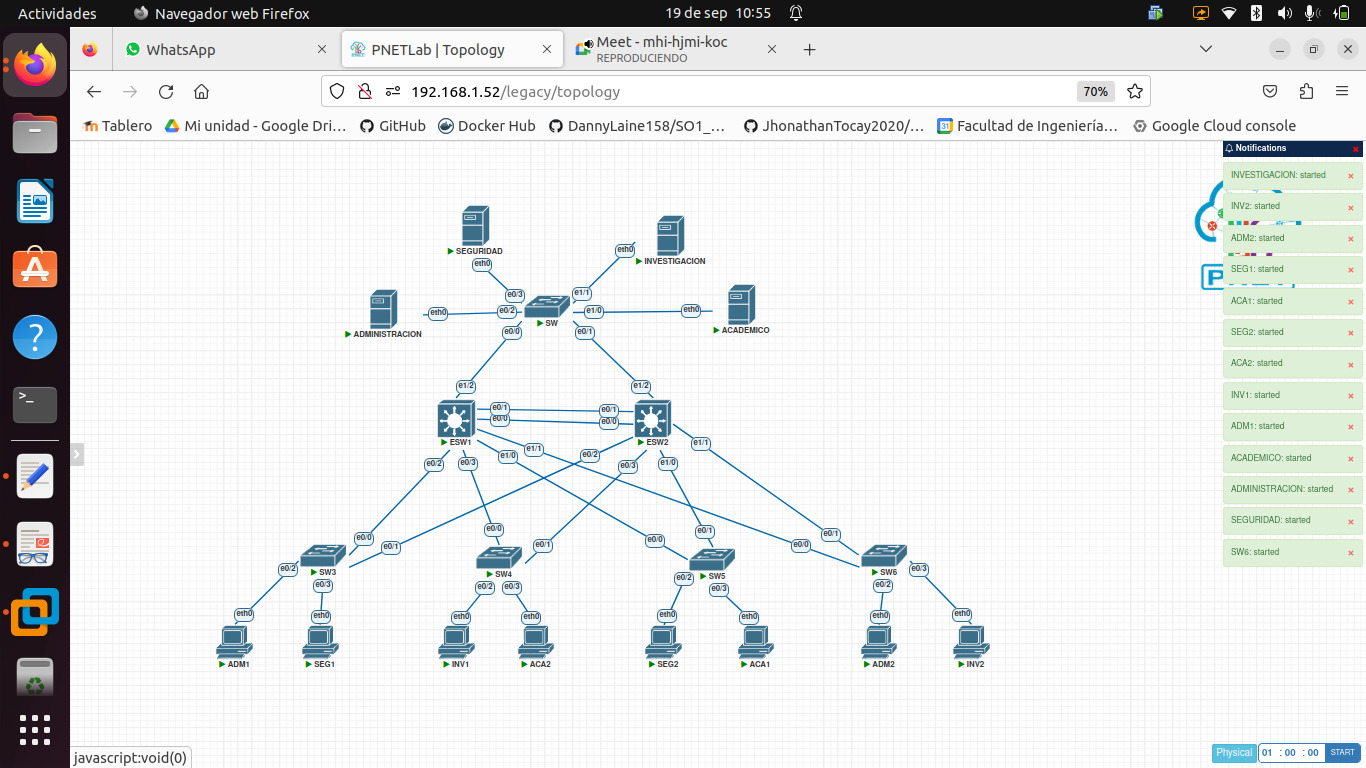 Actividades
Navegador web Firefox
19 de sep 10:55
WhatsApp
PNETLab | Topology
Meet - mhi-hjmi-koc
REPRODUCIENDO
192.168.1.52/legacy/topology
70%
Tablero
Mi unidad - Google Dri…
GitHub
Docker Hub
DannyLaine158/SO1_…
JhonathanTocay2020/…
Facultad de Ingeniería…
Google Cloud console
Notifications
INVESTIGACION: started
INV2: started
ADM2: started
SEG1: started
ACA1: started
SEG2: started
ACA2: started
INV1: started
ADM1: started
ACADEMICO: started
ADMINISTRACION: started
SEGURIDAD: started
SW6: started
SEGURIDAD
eth0
eth0
INVESTIGACION
e0/3
e1/1
ADMINISTRACION
eth0
e0/2
SW
e1/0
eth0
ACADEMICO
e0/0
e0/1
e1/2
e1/2
e0/1
e0/0
e0/1
e0/0
ESW1
ESW2
e0/2
e0/3
e1/0
e1/1
e0/2
e0/3
e1/0
e1/1
e0/0
e0/1
e0/0
e0/1
e0/0
e0/1
e0/0
e0/1
SW3
SW4
SW5
SW6
e0/2
e0/3
e0/2
e0/3
e0/2
e0/3
e0/2
e0/3
eth0
eth0
eth0
eth0
eth0
eth0
eth0
eth0
ADM1
SEG1
INV1
ACA2
SEG2
ACA1
ADM2
INV2
javascript:void(0)
Physical
01 : 00 : 00
START